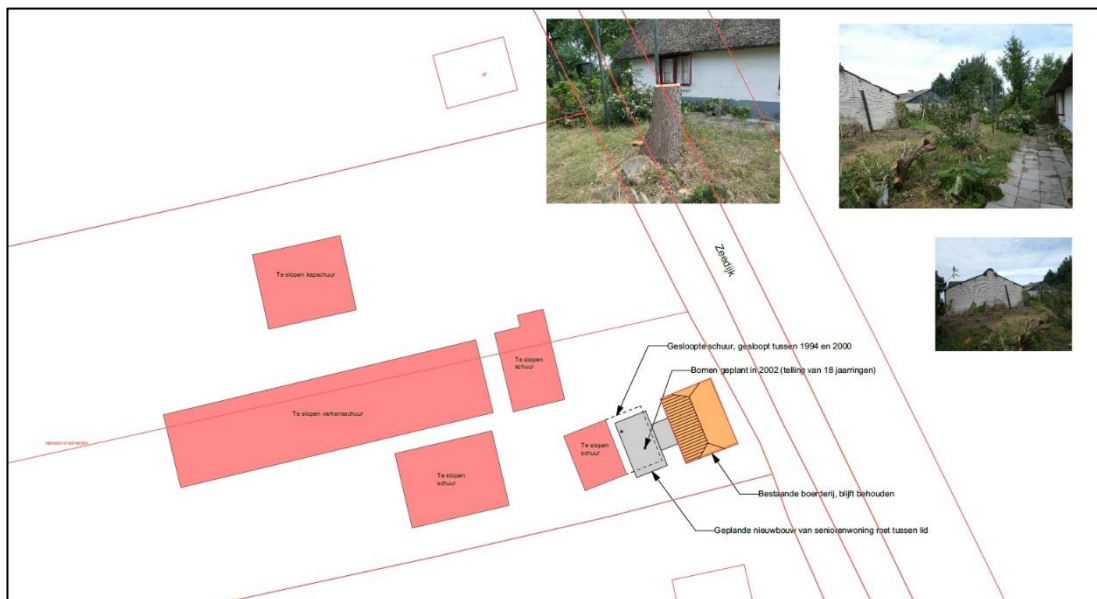 Zeedijk
Te slopen kapschuur
Gesloopte schuur, gesloopt tussen 1994 en 2000
Bomen geplant in 2002 (telling van 18 jaarringen)
Te slopen
schuur
Te slopen varkensschuur
Te slopen
schuur
Te slopen
schuur
Bestaande boerderij, blijft behouden
Geplande nieuwbouw van seniorenwoning met tussen lid